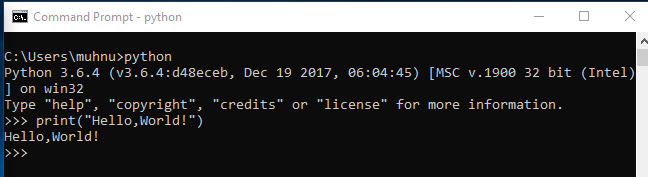 Command Prompt - python
C:\Users\muhnu>python
Python 3.6.4 (v3.6.4:d48eceb, Dec 19 2017, 06:04:45) [MSC v.1900 32 bit (Intel)
] on win32
Type "help", "copyright", "credits" or "license" for more information.
>>> print("Hello,World!")
Hello,World!
>>>